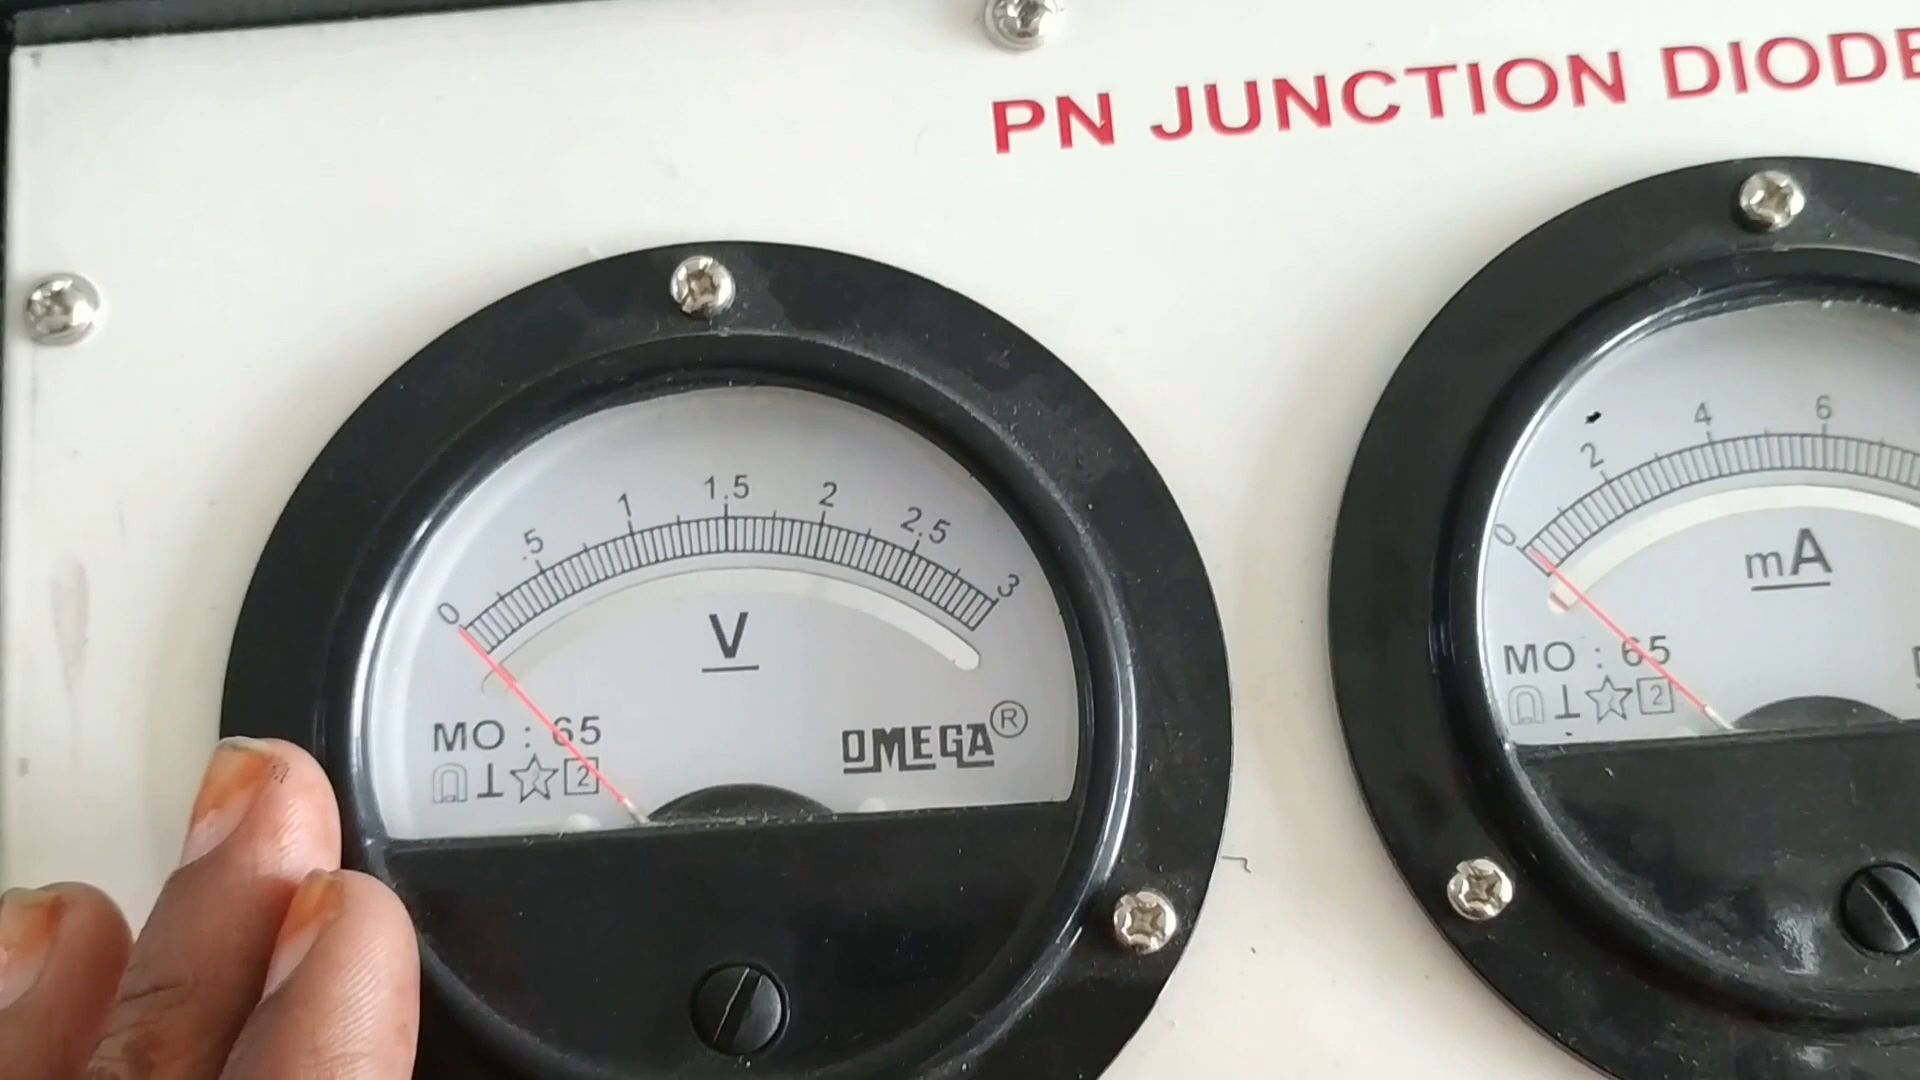 PN JUNCTION DIODE
0 .5 1 1.5 2 2.5 3
V
MO : 65
2
OMEGA®
0 2 4 6
mA
MO : 65
2